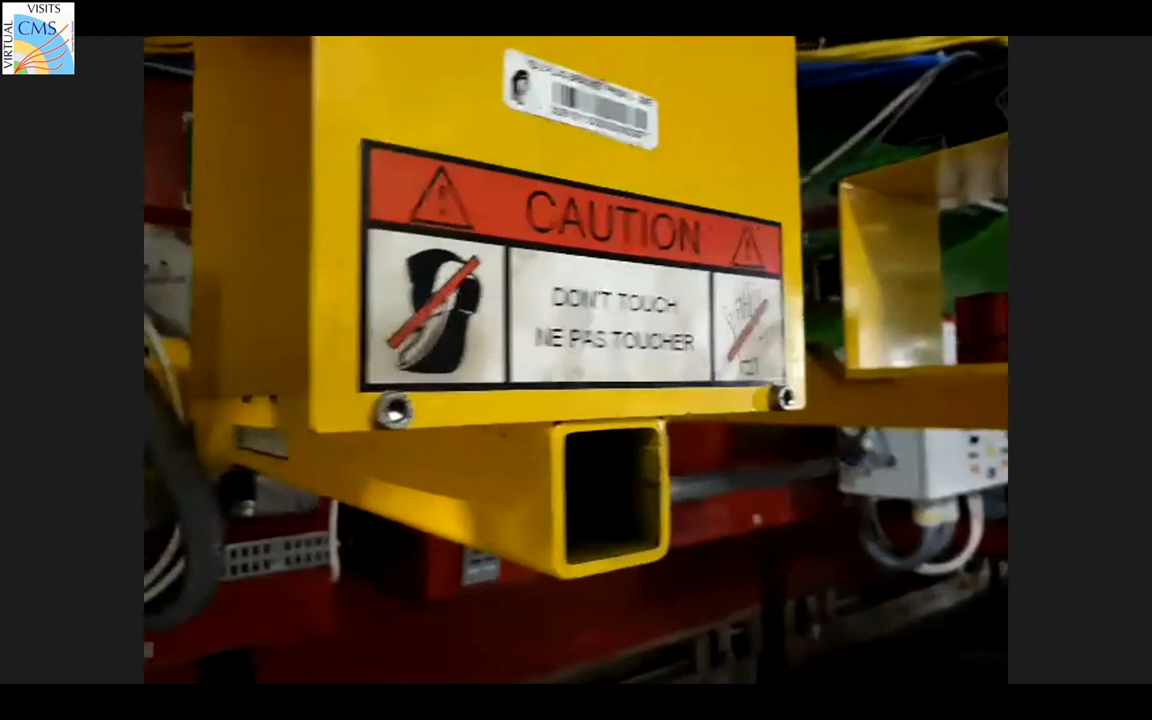 VISITS
VIRTUAL
CMS
CAUTION
DON'T TOUCH
NE PAS TOUCHER